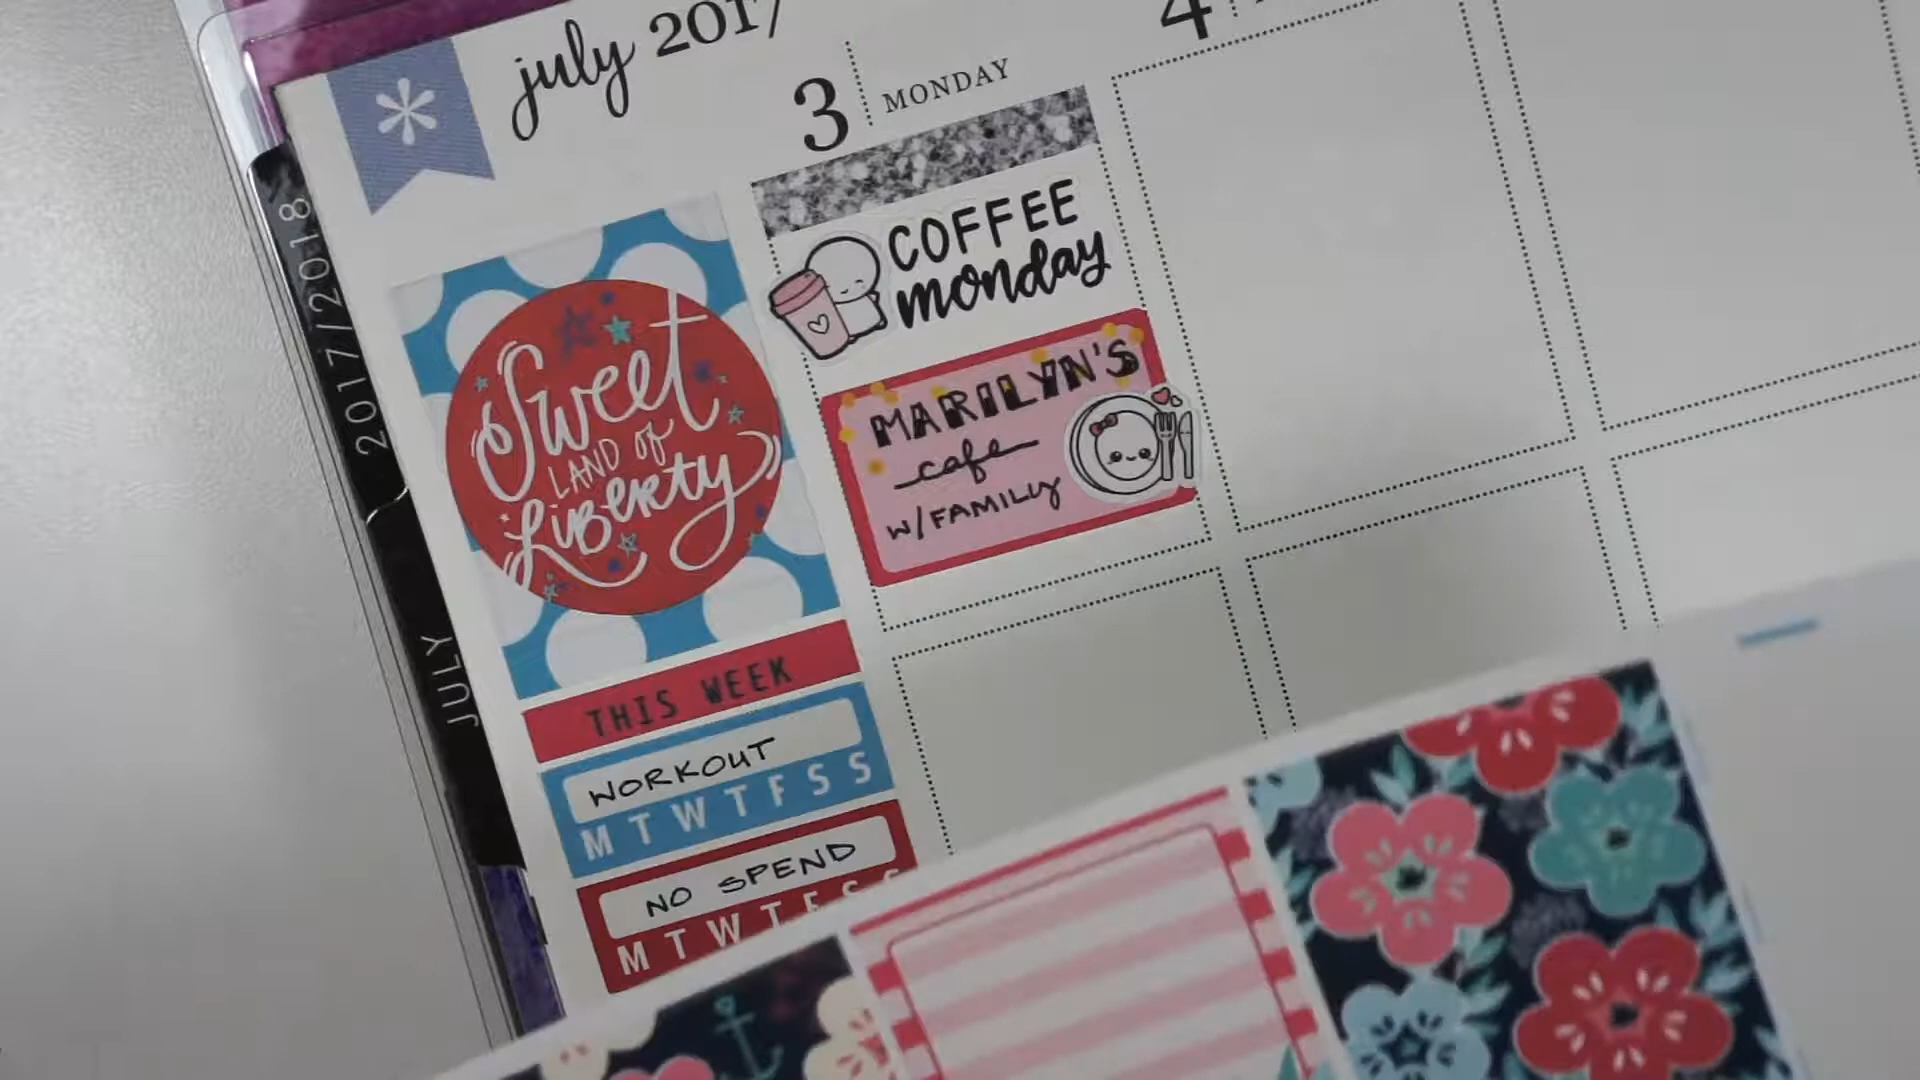 july 2017
3 MONDAY
4
2017/2018
JULY
COFFEE
monday
MARILYN'S
cafe
W/FAMILY
Sweet
LAND of
Liberty
THIS WEEK
WORKOUT
M T W T F S S
NO SPEND
M T W T F S S